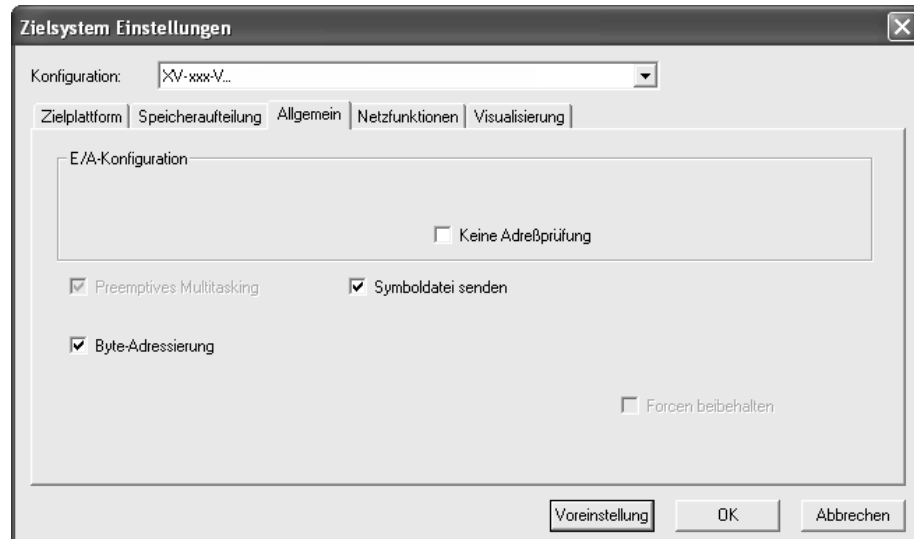 Zielsystem Einstellungen
Konfiguration: XV-xxx-V...
Zielplattform Speicheraufteilung Allgemein Netzfunktionen Visualisierung
E/A-Konfiguration
Keine Adreßprüfung
Preemptives Multitasking Symboldatei senden
Byte-Adressierung
Forcen beibehalten
Voreinstellung OK Abbrechen